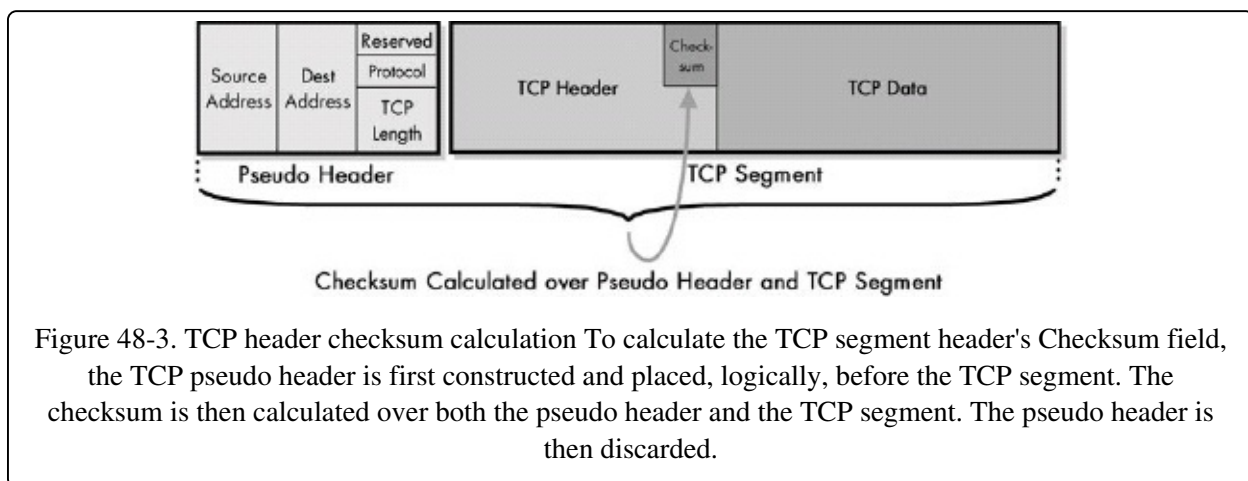 Source
Address
Dest
Address
Reserved
Protocol
TCP
Length
TCP Header
Check-
sum
TCP Data
Pseudo Header
TCP Segment
Checksum Calculated over Pseudo Header and TCP Segment
Figure 48-3. TCP header checksum calculation To calculate the TCP segment header's Checksum field,
the TCP pseudo header is first constructed and placed, logically, before the TCP segment. The
checksum is then calculated over both the pseudo header and the TCP segment. The pseudo header is
then discarded.